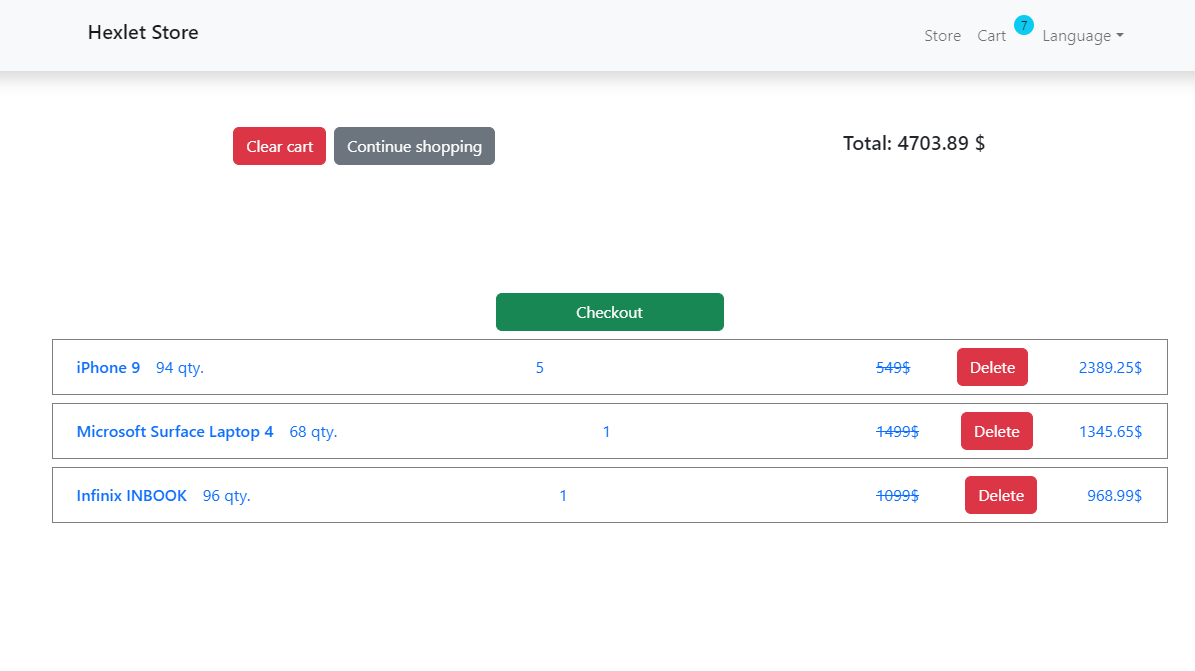 Hexlet Store Store Cart 7 Language
Clear cart Continue shopping Total: 4703.89 $
Checkout
iPhone 9 94 qty. 5 549$ Delete 2389.25$
Microsoft Surface Laptop 4 68 qty. 1 1499$ Delete 1345.65$
Infinix INBOOK 96 qty. 1 1099$ Delete 968.99$